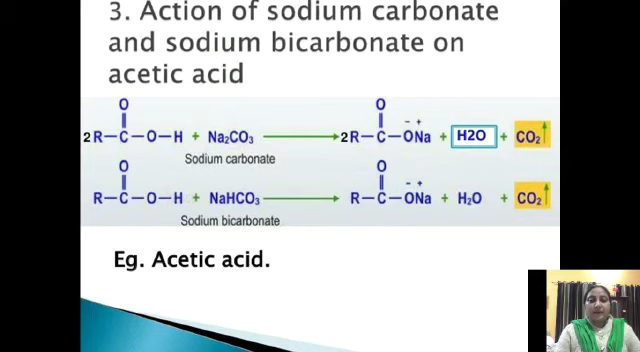 3. Action of sodium carbonate
and sodium bicarbonate on
acetic acid
O
2R–C–O–H + Na₂CO₃ → 2R–C–ONa + H2O + CO₂↑
O
- +
Sodium carbonate
O
R–C–O–H + NaHCO₃ → R–C–ONa + H₂O + CO₂↑
O
- +
Sodium bicarbonate
Eg. Acetic acid.